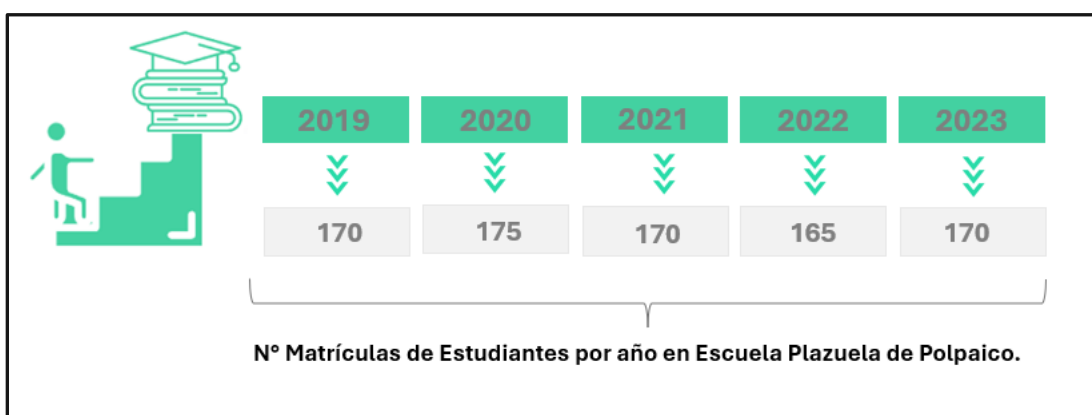 2019 2020 2021 2022 2023
170 175 170 165 170
N° Matrículas de Estudiantes por año en Escuela Plazuela de Polpaico.